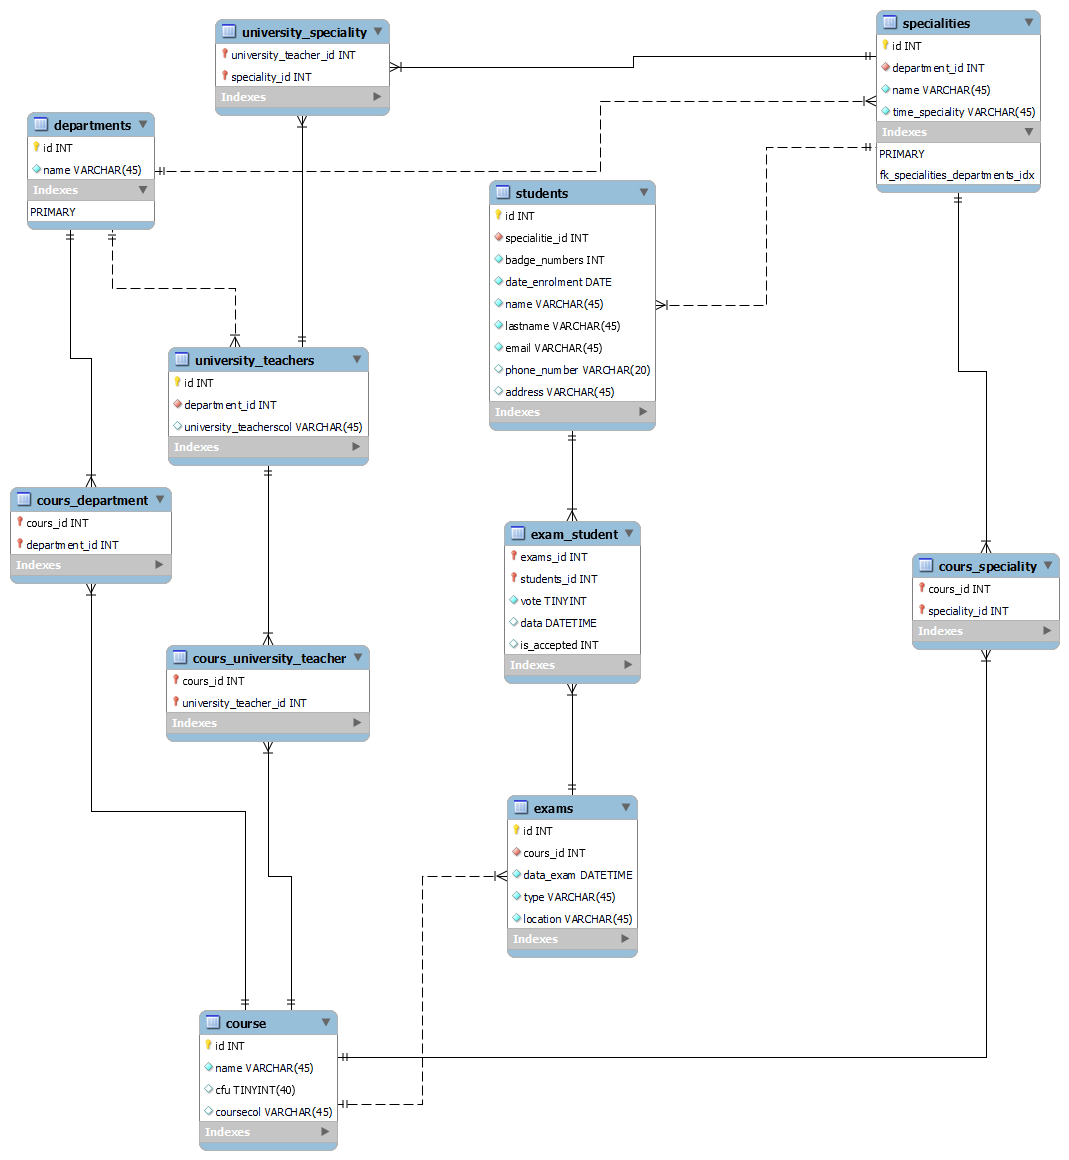 university_speciality
university_teacher_id INT
speciality_id INT
Indexes
specialities
id INT
department_id INT
name VARCHAR(45)
time_speciality VARCHAR(45)
Indexes
PRIMARY
fk_specialities_departments_idx
departments
id INT
name VARCHAR(45)
Indexes
PRIMARY
students
id INT
specialitie_id INT
badge_numbers INT
date_enrolment DATE
name VARCHAR(45)
lastname VARCHAR(45)
email VARCHAR(45)
phone_number VARCHAR(20)
address VARCHAR(45)
Indexes
university_teachers
id INT
department_id INT
university_teacherscol VARCHAR(45)
Indexes
cours_department
cours_id INT
department_id INT
Indexes
exam_student
exams_id INT
students_id INT
vote TINYINT
data DATETIME
is_accepted INT
Indexes
cours_speciality
cours_id INT
speciality_id INT
Indexes
cours_university_teacher
cours_id INT
university_teacher_id INT
Indexes
exams
id INT
cours_id INT
data_exam DATETIME
type VARCHAR(45)
location VARCHAR(45)
Indexes
course
id INT
name VARCHAR(45)
cfu TINYINT(40)
coursecol VARCHAR(45)
Indexes